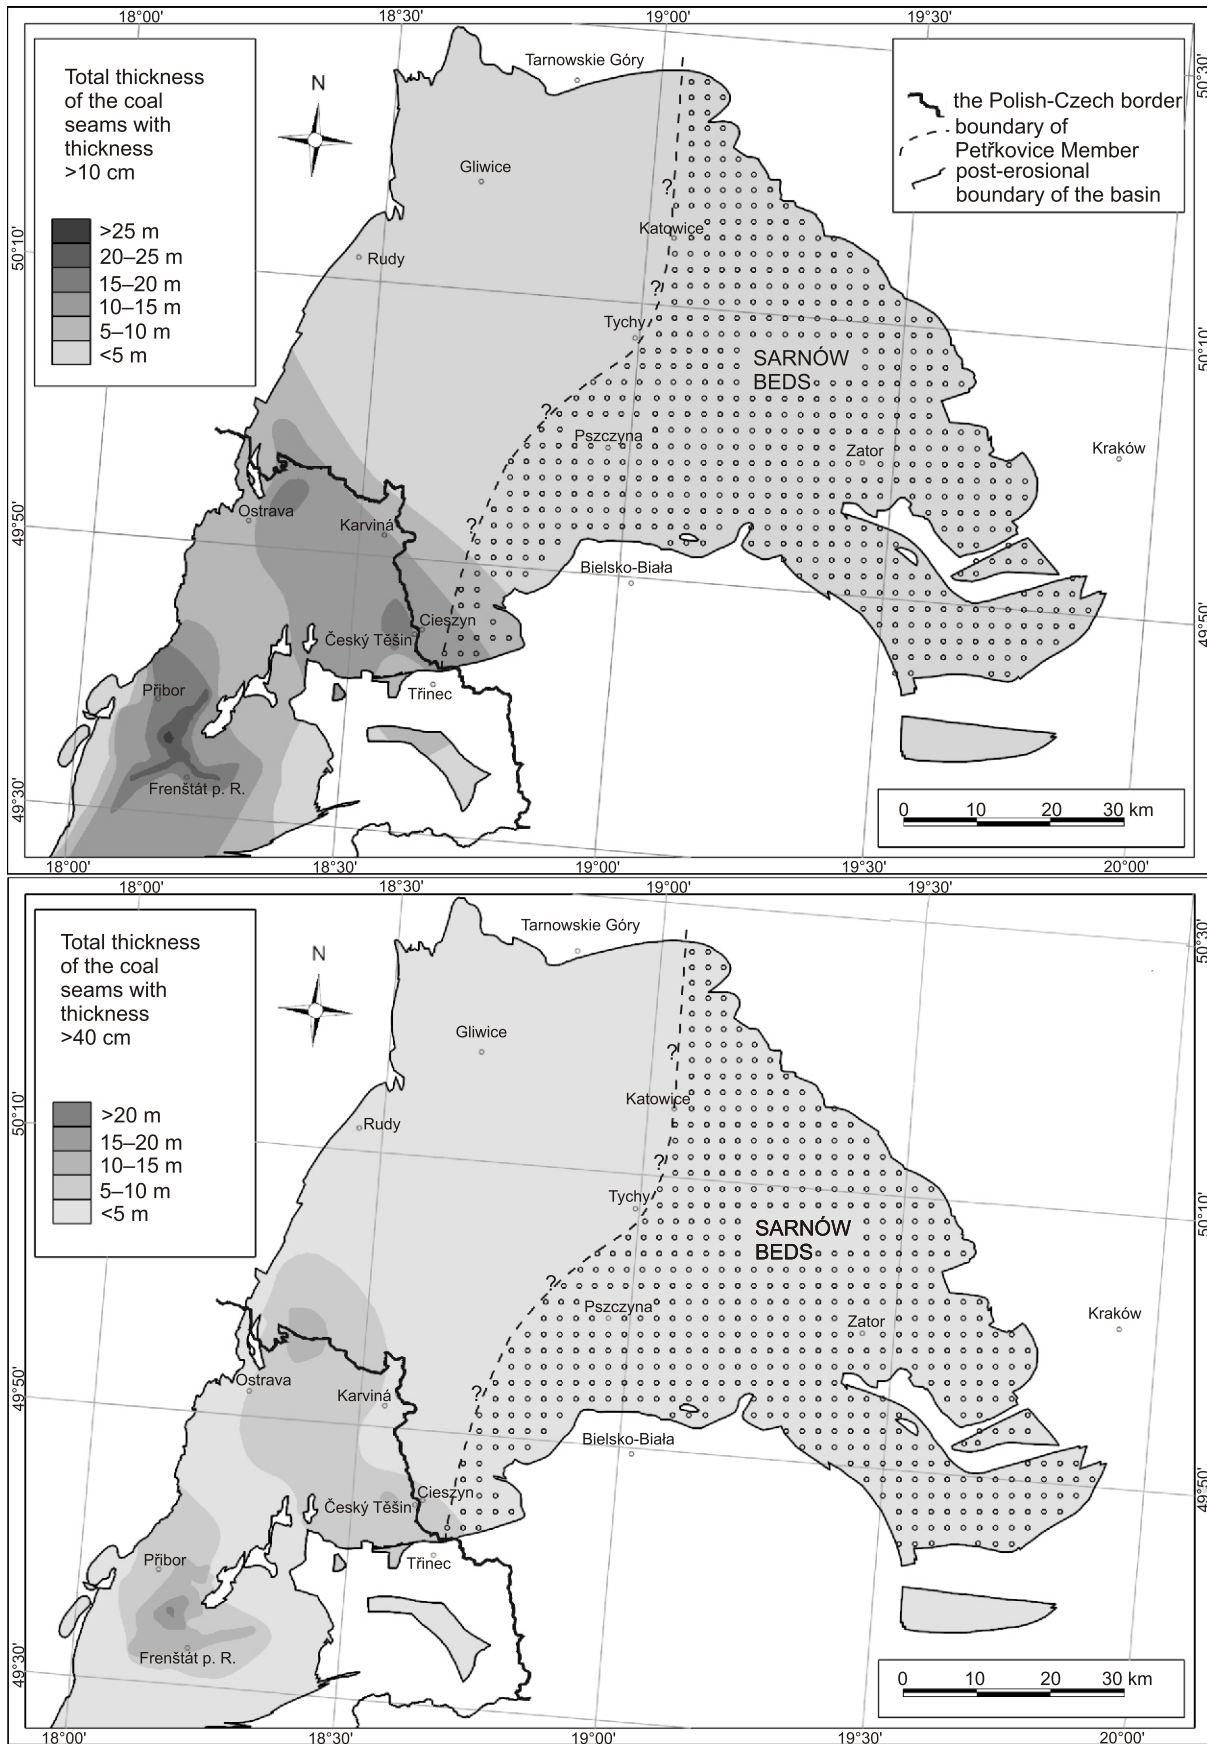 18°00'
18°30'
19°00'
19°30'
Total thickness
of the coal
seams with
thickness
>10 cm
>25 m
20–25 m
15–20 m
10–15 m
5–10 m
<5 m
N
the Polish-Czech border
boundary of
Petřkovice Member
post-erosional
boundary of the basin
50°30'
50°10'
50°10'
49°50'
49°50'
49°30'
Tarnowskie Góry
Gliwice
?
Katowice
Rudy
?
Tychy
SARNÓW
BEDS
?
Pszczyna
Zator
Kraków
Ostrava
Karviná
?
Bielsko-Biała
Cieszyn
Český Těšin
Přibor
Třinec
Frenštát p. R.
0 10 20 30 km
18°00'
18°30'
19°00'
19°30'
20°00'
18°00'
18°30'
19°00'
19°30'
Total thickness
of the coal
seams with
thickness
>40 cm
>20 m
15–20 m
10–15 m
5–10 m
<5 m
N
50°30'
50°10'
50°10'
49°50'
49°50'
49°30'
Tarnowskie Góry
Gliwice
?
Katowice
Rudy
?
Tychy
SARNÓW
BEDS
?
Pszczyna
Zator
Kraków
Ostrava
Karviná
?
Bielsko-Biała
Cieszyn
Český Těšin
Přibor
Třinec
Frenštát p. R.
0 10 20 30 km
18°00'
18°30'
19°00'
19°30'
20°00'